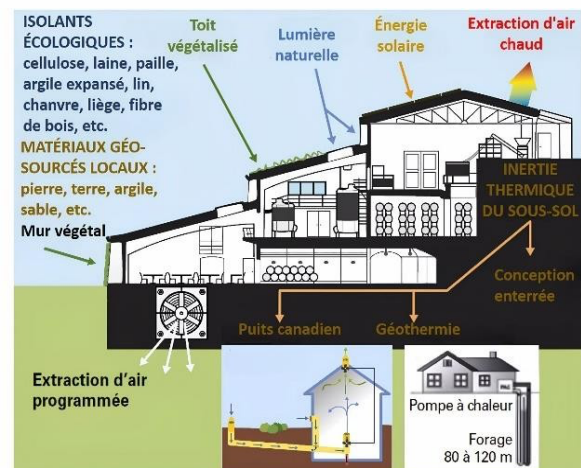 ISOLANTS
ÉCOLOGIQUES :
cellulose, laine, paille,
argile expansé, lin,
chanvre, liège, fibre
de bois, etc.
MATÉRIAUX GÉO-
SOURCÉS LOCAUX :
pierre, terre, argile,
sable, etc.
Mur végétal
Toit
végétalisé
Lumière
naturelle
Énergie
solaire
Extraction d'air
chaud
INERTIE
THERMIQUE
DU SOUS-SOL
Conception
enterrée
Puits canadien
Géothermie
Extraction d'air
programmée
PAC
Pompe à chaleur
Forage
80 à 120 m